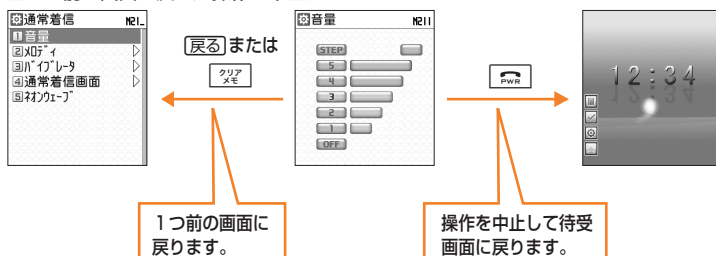 通常着信 M21_
1音量
2ﾒﾛﾃﾞｨ
3ﾊﾞｲﾌﾞﾚｰﾀ
4通常着信画面
5ﾈｵﾝｳｪｰﾌﾞ
戻るまたは
クリア
メモ
音量 M211
STEP
5
4
3
2
1
OFF
PWR
12:34
1つ前の画面に
戻ります。
操作を中止して待受
画面に戻ります。